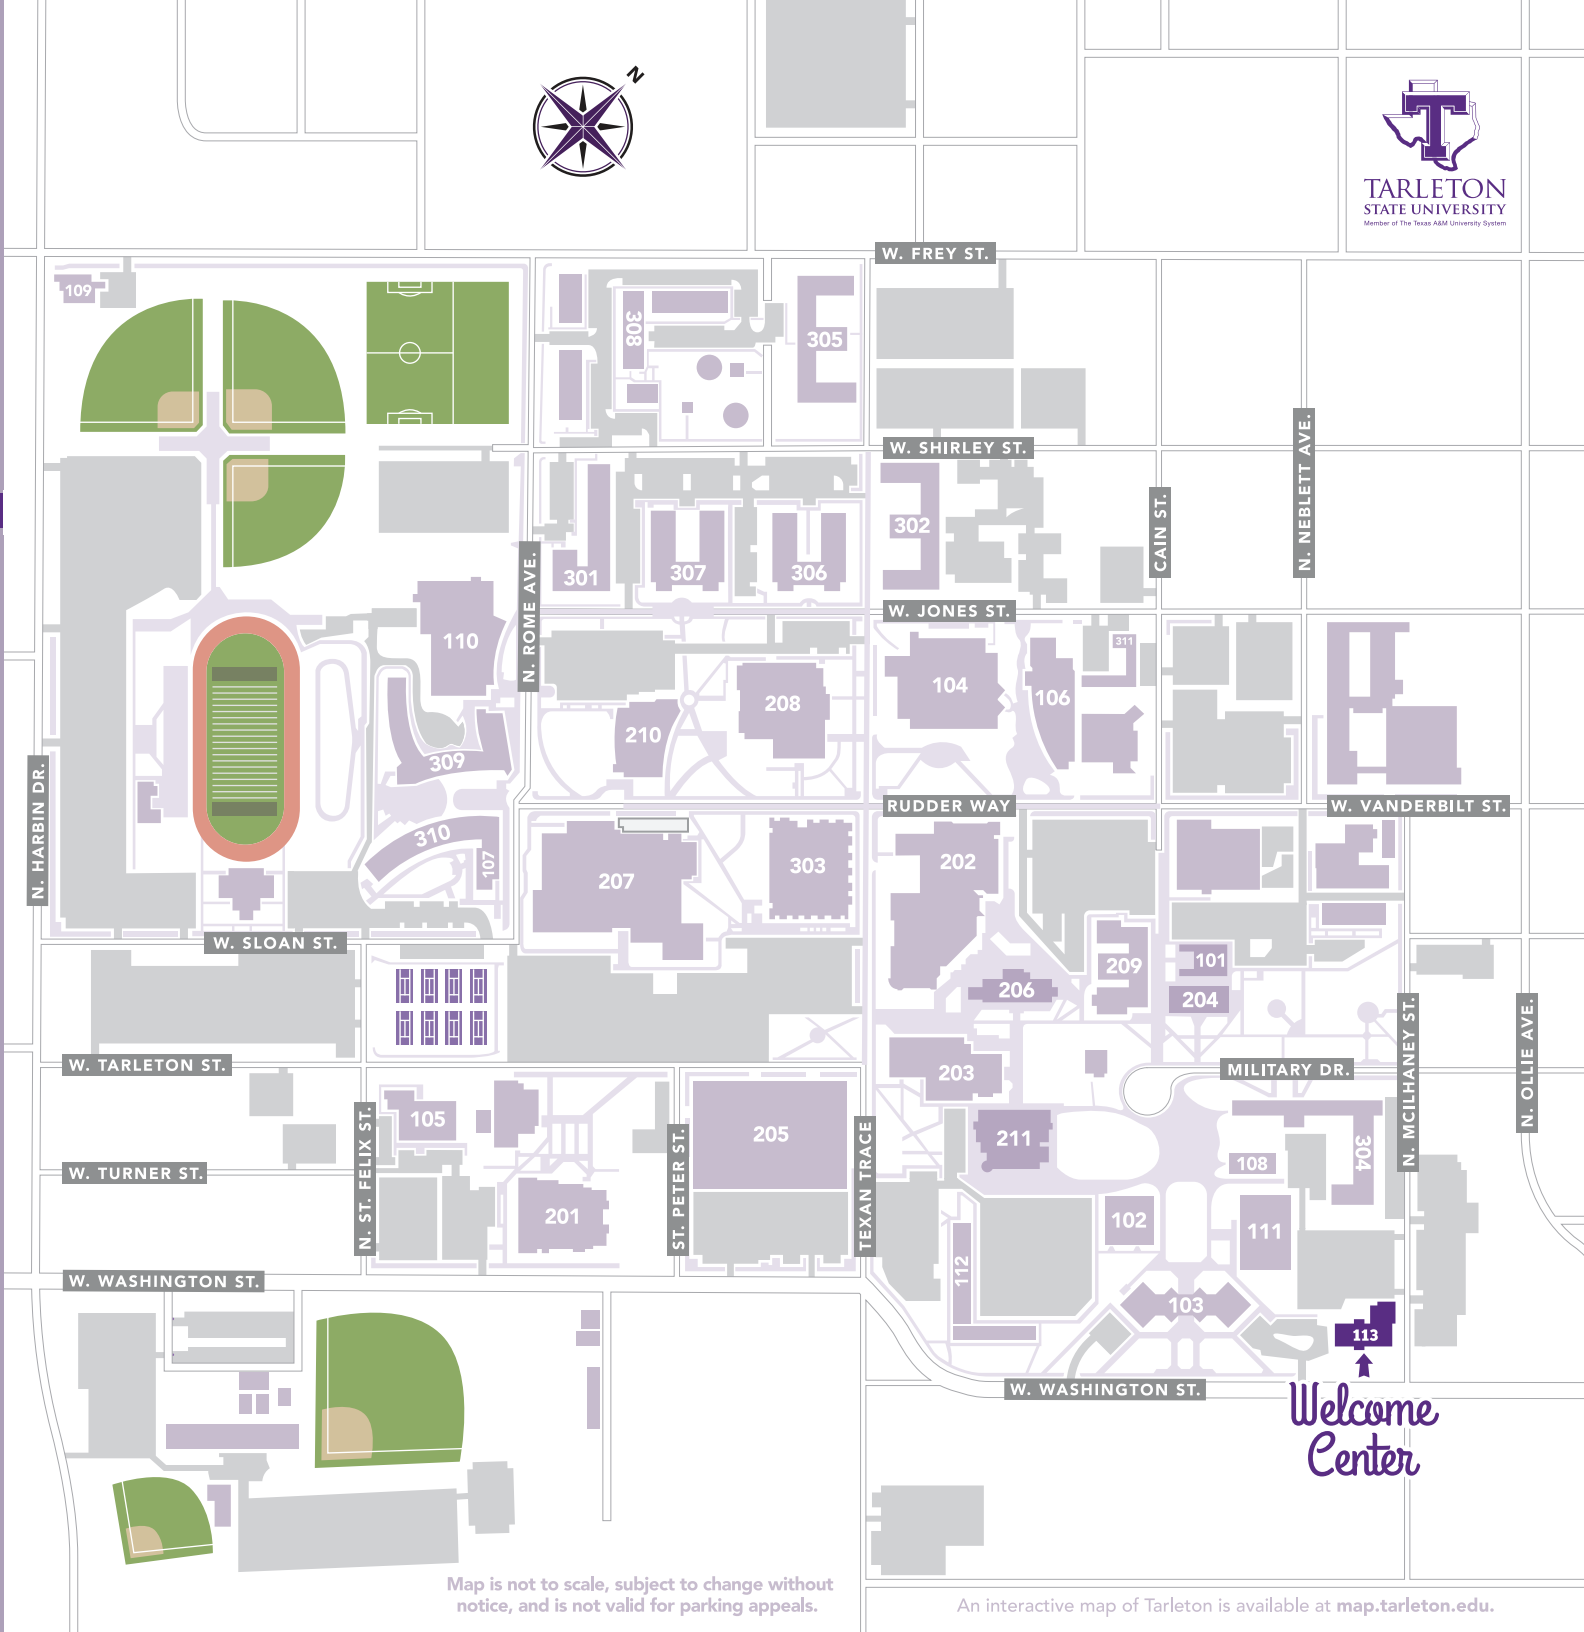 N
T
TARLETON
STATE UNIVERSITY
Member of The Texas A&M University System
W. FREY ST.
109
308
305
W. SHIRLEY ST.
N. NEBLETT AVE.
CAIN ST.
302
301
307
306
N. ROME AVE.
W. JONES ST.
110
311
104
106
208
210
309
N. HARBIN DR.
RUDDER WAY
W. VANDERBILT ST.
310
107
207
303
202
W. SLOAN ST.
101
209
206
204
W. TARLETON ST.
MILITARY DR.
N. MCILHANEY ST.
N. OLLIE AVE.
203
105
205
211
N. ST. FELIX ST.
ST. PETER ST.
TEXAN TRACE
304
108
W. TURNER ST.
201
102
111
112
W. WASHINGTON ST.
103
113
W. WASHINGTON ST.
Welcome
Center
Map is not to scale, subject to change without
notice, and is not valid for parking appeals.
An interactive map of Tarleton is available at map.tarleton.edu.